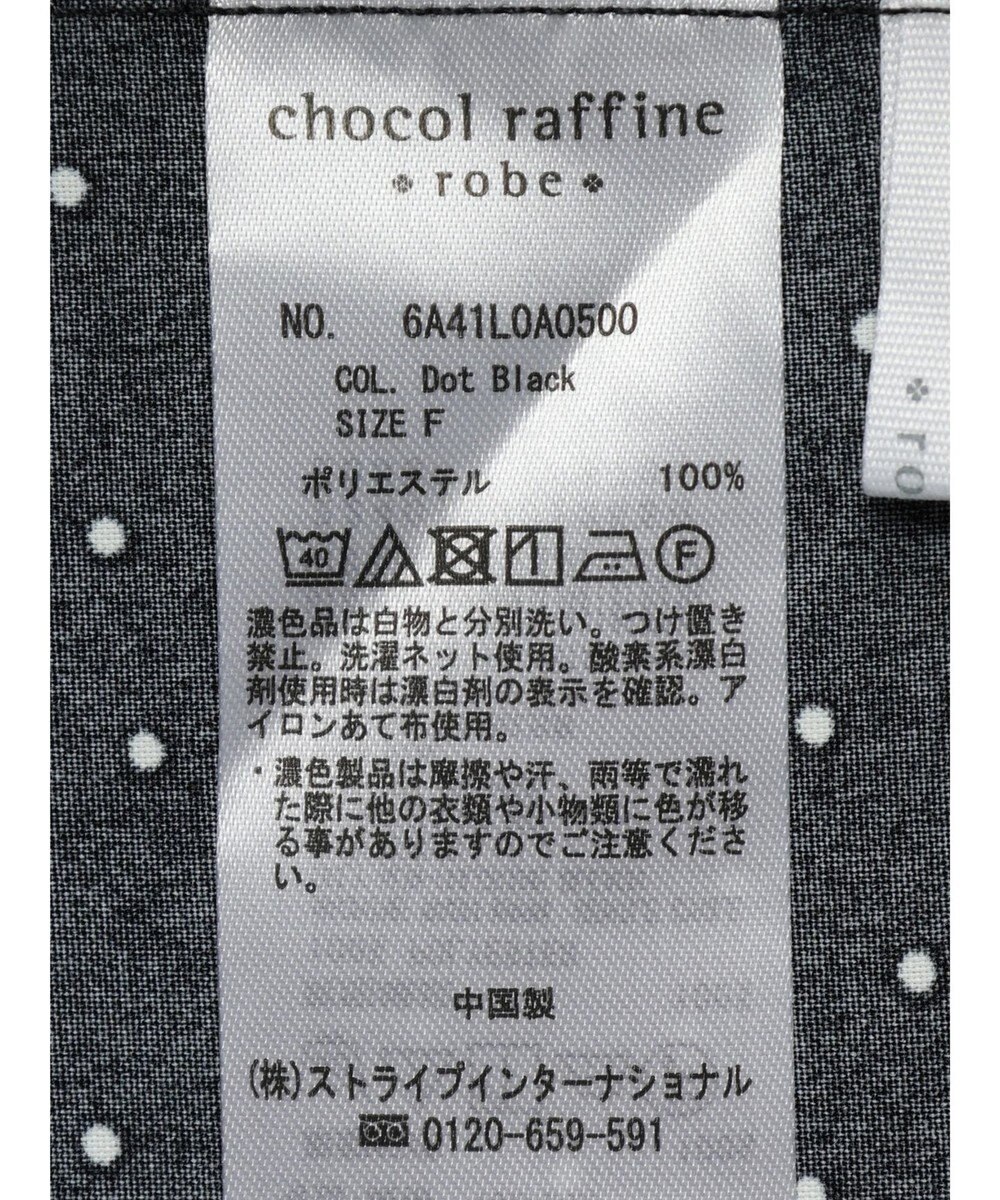 chocol raffine
robe
NO. 6A41L0A0500
COL. Dot Black
SIZE F
ポリエステル 100%
40
F
濃色品は白物と分別洗い。つけ置き
禁止。洗濯ネット使用。酸素系漂白
剤使用時は漂白剤の表示を確認。ア
イロンあて布使用。
・濃色製品は摩擦や汗、雨等で濡れ
た際に他の衣類や小物類に色が移
る事がありますのでご注意くださ
い。
中国製
(株)ストライプインターナショナル
0120-659-591
ro